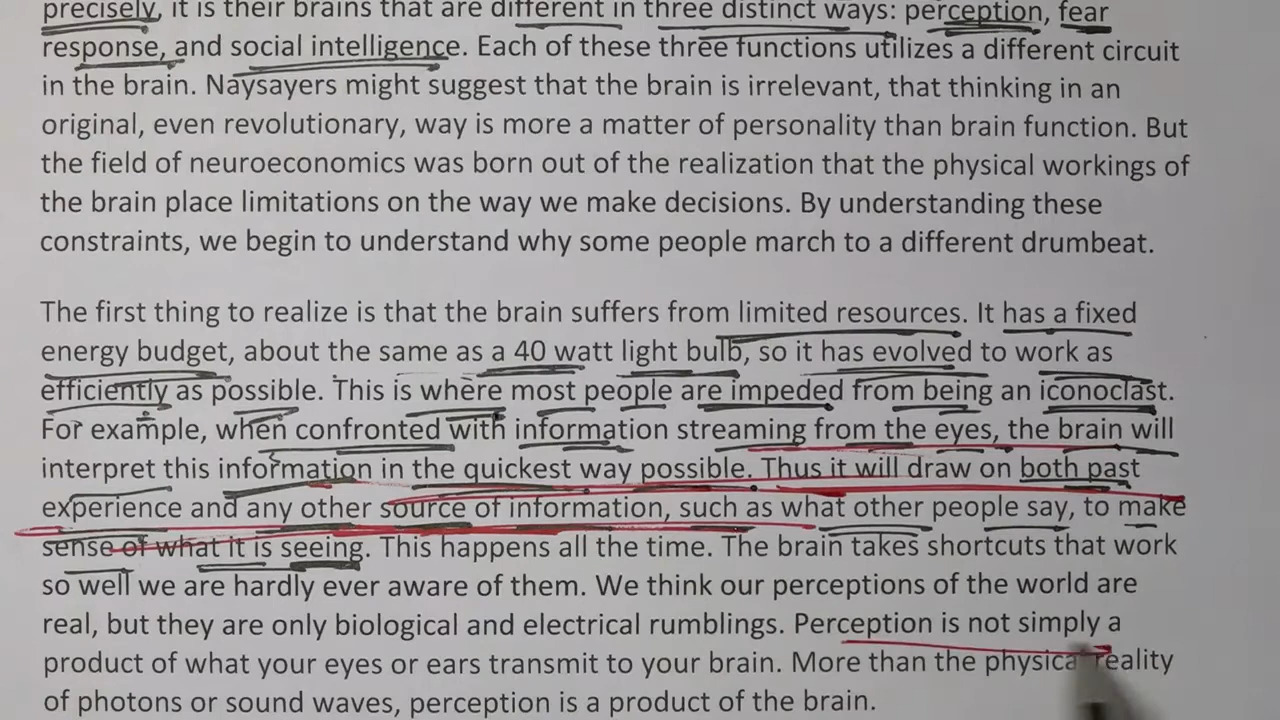 precisely, it is their brains that are different in three distinct ways: perception, fear
response, and social intelligence. Each of these three functions utilizes a different circuit
in the brain. Naysayers might suggest that the brain is irrelevant, that thinking in an
original, even revolutionary, way is more a matter of personality than brain function. But
the field of neuroeconomics was born out of the realization that the physical workings of
the brain place limitations on the way we make decisions. By understanding these
constraints, we begin to understand why some people march to a different drumbeat.
The first thing to realize is that the brain suffers from limited resources. It has a fixed
energy budget, about the same as a 40 watt light bulb, so it has evolved to work as
efficiently as possible. This is where most people are impeded from being an iconoclast.
For example, when confronted with information streaming from the eyes, the brain will
interpret this information in the quickest way possible. Thus it will draw on both past
experience and any other source of information, such as what other people say, to make
sense of what it is seeing. This happens all the time. The brain takes shortcuts that work
so well we are hardly ever aware of them. We think our perceptions of the world are
real, but they are only biological and electrical rumblings. Perception is not simply a
product of what your eyes or ears transmit to your brain. More than the physical reality
of photons or sound waves, perception is a product of the brain.